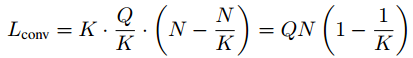 L_conv = K · Q/K · (N − N/K) = QN (1 − 1/K)